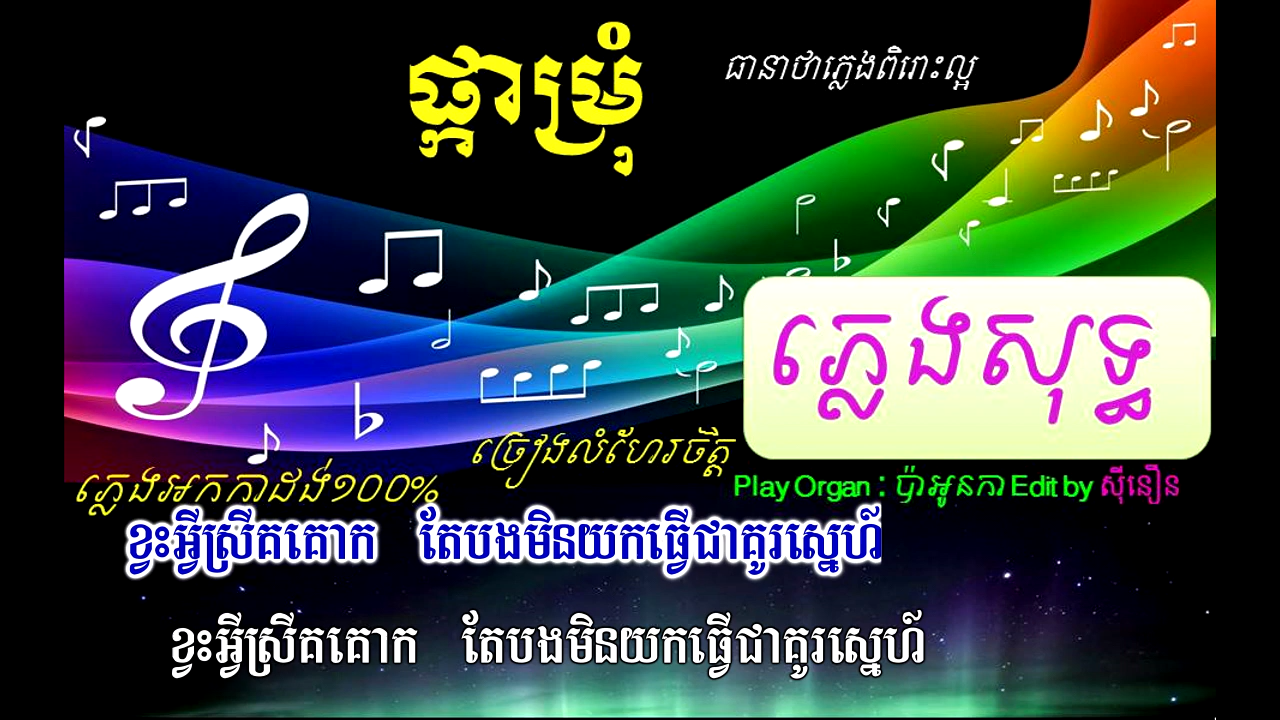 ផ្កាម្រុំ
ធានាថាភ្លេងពិរោះល្អ
ភ្លេងសុទ្ធ
ច្រៀងលំហែរចិត្ត
ភ្លេងអកកាដង់១០០%
Play Organ : ប៉ាអូនកា Edit by ស៊ីនឿន
ខ្វះអ្វីស្រីគគោក តែបងមិនយកធ្វើជាគូរស្នេហ៍
ខ្វះអ្វីស្រីគគោក តែបងមិនយកធ្វើជាគូរស្នេហ៍